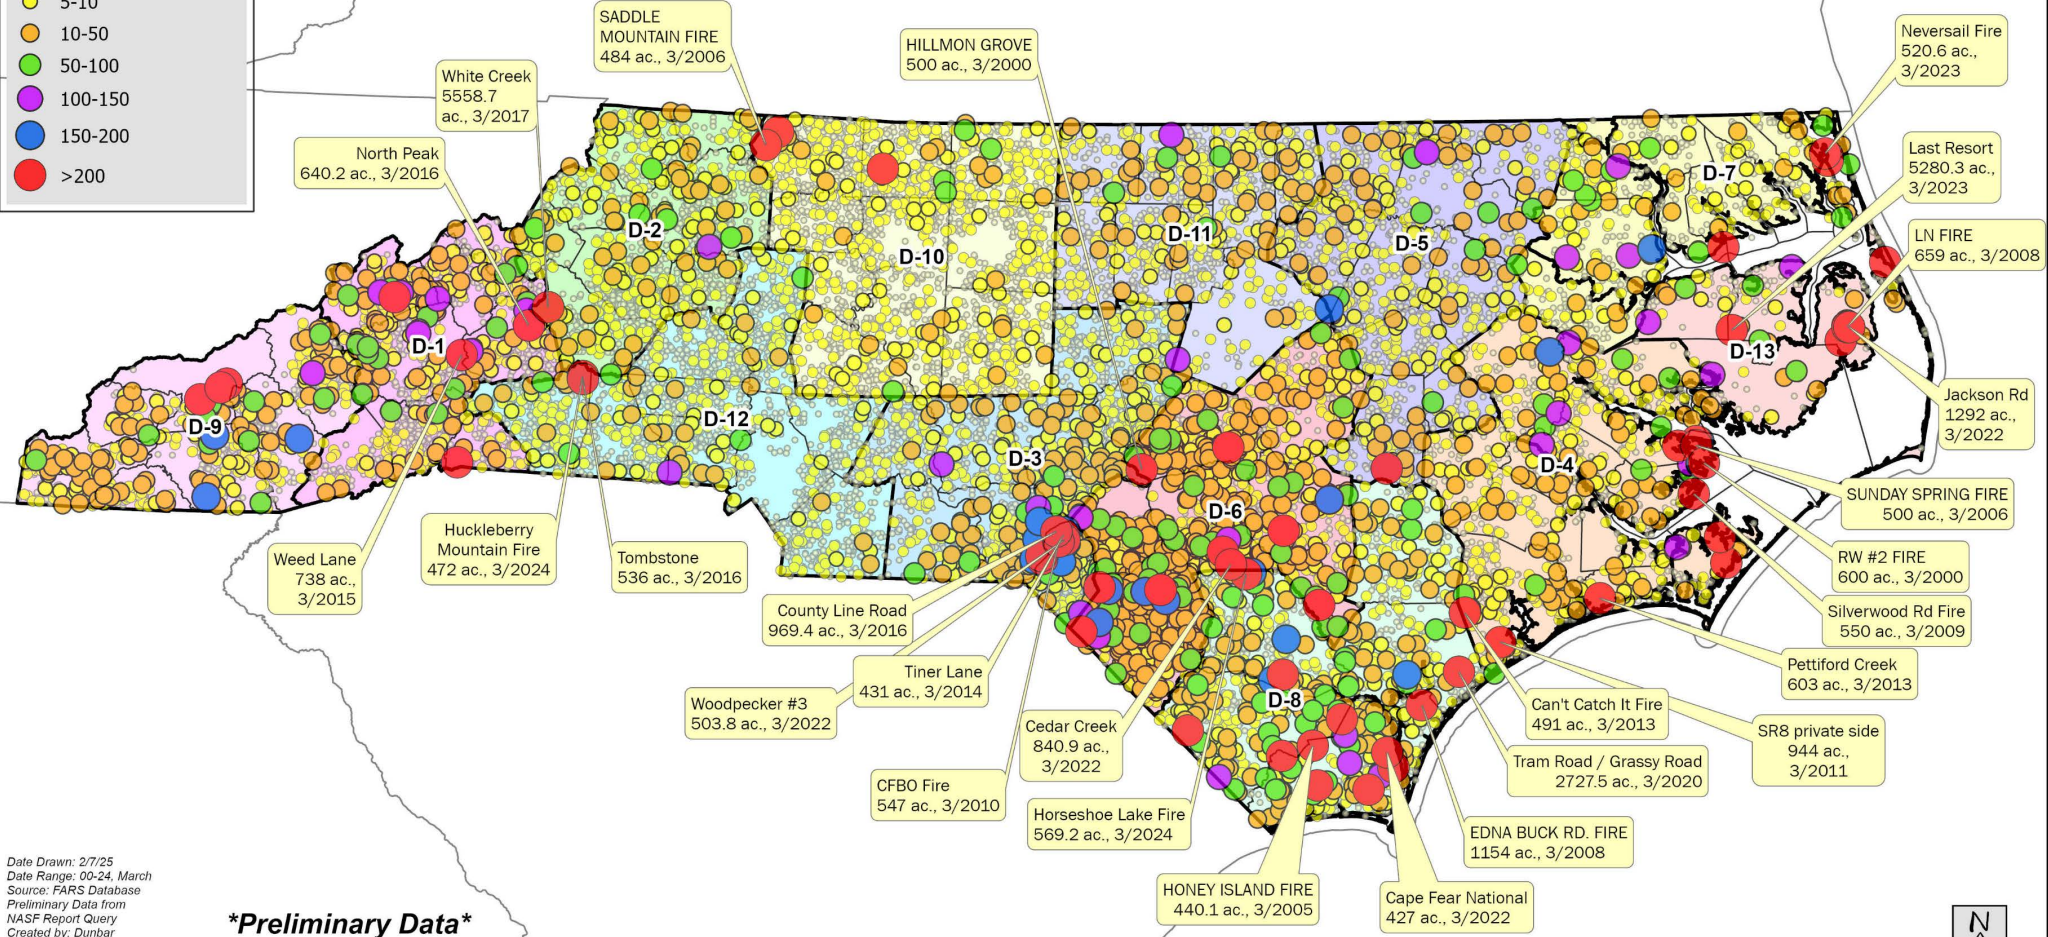 5-10
10-50
50-100
100-150
150-200
>200
SADDLE
MOUNTAIN FIRE
484 ac., 3/2006
HILLMON GROVE
500 ac., 3/2000
Neversail Fire
520.6 ac.,
3/2023
White Creek
5558.7
ac., 3/2017
North Peak
640.2 ac., 3/2016
Last Resort
5280.3 ac.,
3/2023
LN FIRE
659 ac., 3/2008
D-7
D-2
D-11
D-5
D-10
D-1
D-13
Jackson Rd
1292 ac.,
3/2022
D-9
D-12
D-3
D-4
D-6
D-8
SUNDAY SPRING FIRE
500 ac., 3/2006
Weed Lane
738 ac.,
3/2015
Huckleberry
Mountain Fire
472 ac., 3/2024
Tombstone
536 ac., 3/2016
RW #2 FIRE
600 ac., 3/2000
County Line Road
969.4 ac., 3/2016
Silverwood Rd Fire
550 ac., 3/2009
Tiner Lane
431 ac., 3/2014
Pettiford Creek
603 ac., 3/2013
Woodpecker #3
503.8 ac., 3/2022
Can't Catch It Fire
491 ac., 3/2013
Cedar Creek
840.9 ac.,
3/2022
SR8 private side
944 ac.,
3/2011
Tram Road / Grassy Road
2727.5 ac., 3/2020
CFBO Fire
547 ac., 3/2010
Horseshoe Lake Fire
569.2 ac., 3/2024
EDNA BUCK RD. FIRE
1154 ac., 3/2008
HONEY ISLAND FIRE
440.1 ac., 3/2005
Cape Fear National
427 ac., 3/2022
Date Drawn: 2/7/25
Date Range: 00-24, March
Source: FARS Database
Preliminary Data from
NASF Report Query
Created by: Dunbar
*Preliminary Data*
N